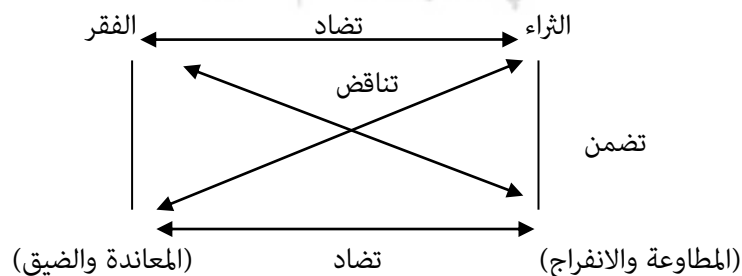 الثراء تضاد الفقر
تناقض
تضمن
(المطاوعة والانفراج) تضاد (المعاندة والضيق)